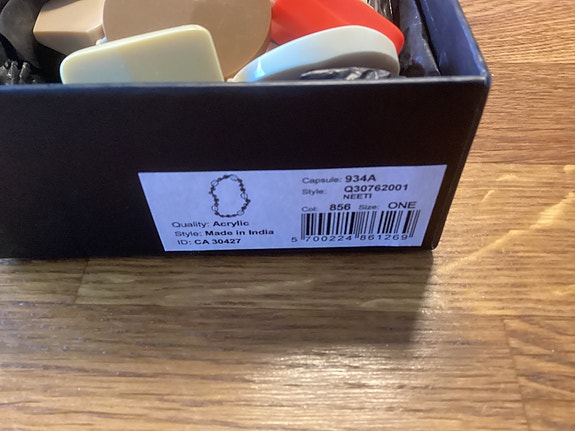 Capsule: 934A
Style: Q30762001
NEETI
Col: 856 Size: ONE
Quality: Acrylic
Style: Made in India
ID: CA 30427
5 700224 861269